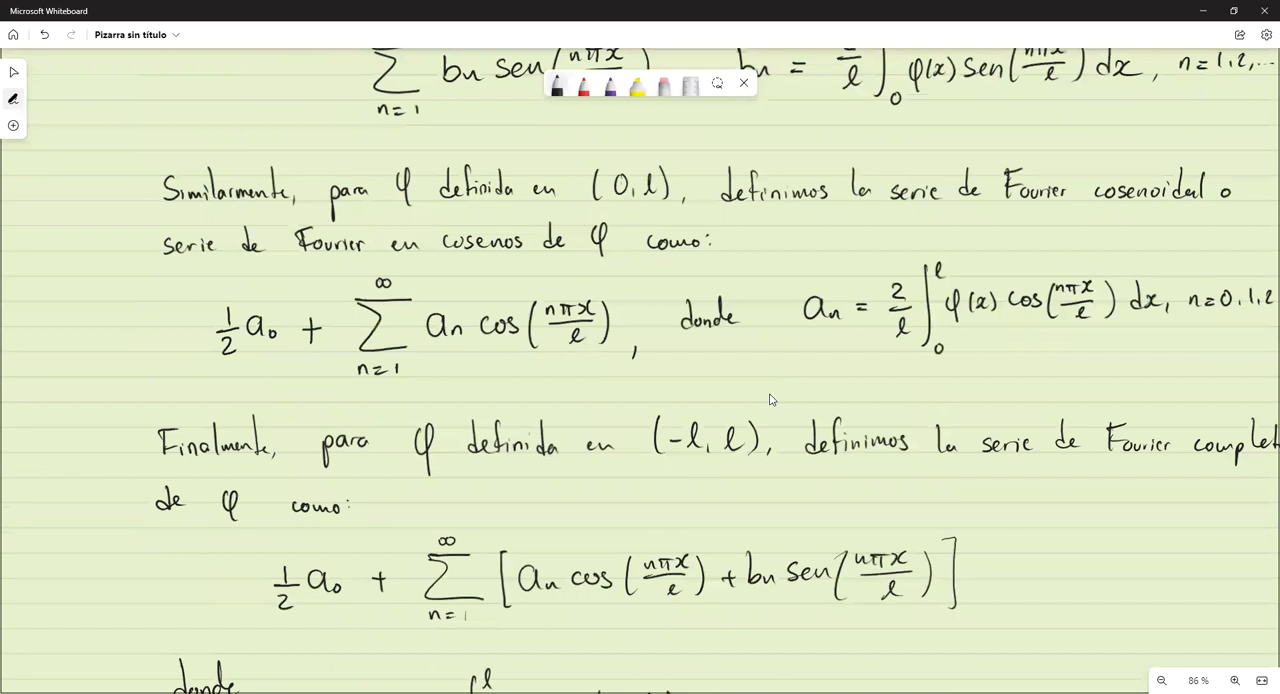 Microsoft Whiteboard
Pizarra sin título
∑_{n=1} bn sen(nπx bn = 2/l ∫_0 φ(x) sen(nπx/l) dx, n=1,2,...
Similarmente, para φ definida en (0,l), definimos la serie de Fourier cosenoidal o
serie de Fourier en cosenos de φ como:
1/2 a₀ + ∑_{n=1}^{∞} an cos(nπx/l), donde an = 2/l ∫_0^l φ(x) cos(nπx/l) dx, n=0,1,2
Finalmente, para φ definida en (-l,l), definimos la serie de Fourier complet
de φ como:
1/2 a₀ + ∑_{n=1}^{∞} [an cos(nπx/l) + bn sen(nπx/l)]
donde
86 %